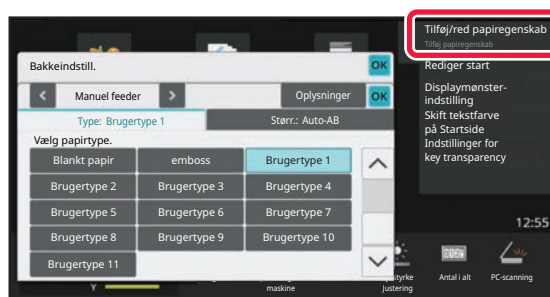 Tilføj/red papiregenskab
Tilføj papiregenskab
Bakkeindstill.
OK
Rediger start
Manuel feeder
Oplysninger
OK
Displaymønster-
indstilling
Type: Brugertype 1
Størr.: Auto-AB
Skift tekstfarve
på Startside
Vælg papirtype.
Indstillinger for
key transparency
Blankt papir
emboss
Brugertype 1
Brugertype 2
Brugertype 3
Brugertype 4
Brugertype 5
Brugertype 6
Brugertype 7
12:55
Brugertype 8
Brugertype 9
Brugertype 10
Brugertype 11
Y
maskine
styrke
Justering
Antal i alt
PC-scanning